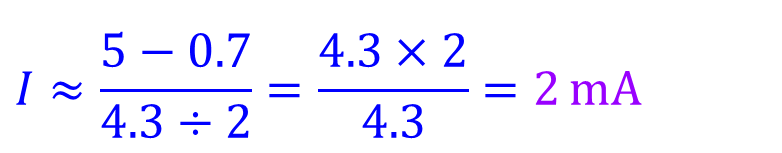 I ≈ (5 − 0.7)/(4.3 ÷ 2) = (4.3 × 2)/4.3 = 2 mA